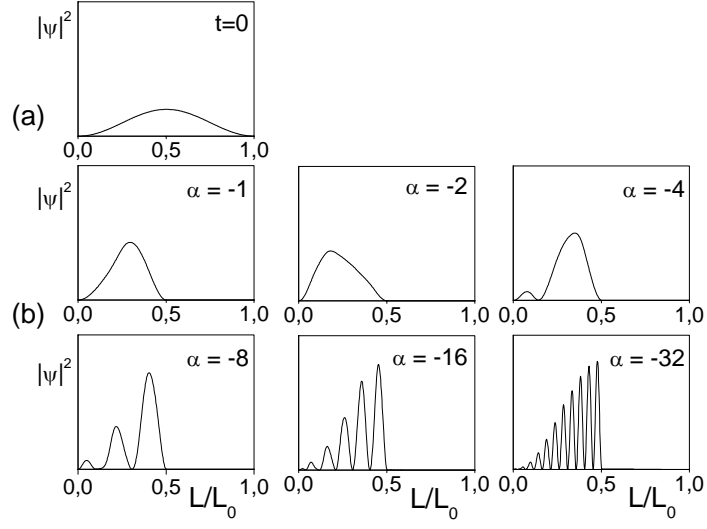 |ψ|²
t=0
(a)
0,0 0,5 1,0
|ψ|²
α = -1
α = -2
α = -4
0,0 0,5 1,0
0,0 0,5 1,0
0,0 0,5 1,0
(b)
|ψ|²
α = -8
α = -16
α = -32
0,0 0,5 1,0
0,0 0,5 1,0
0,0 0,5 1,0
L/L₀
L/L₀
L/L₀